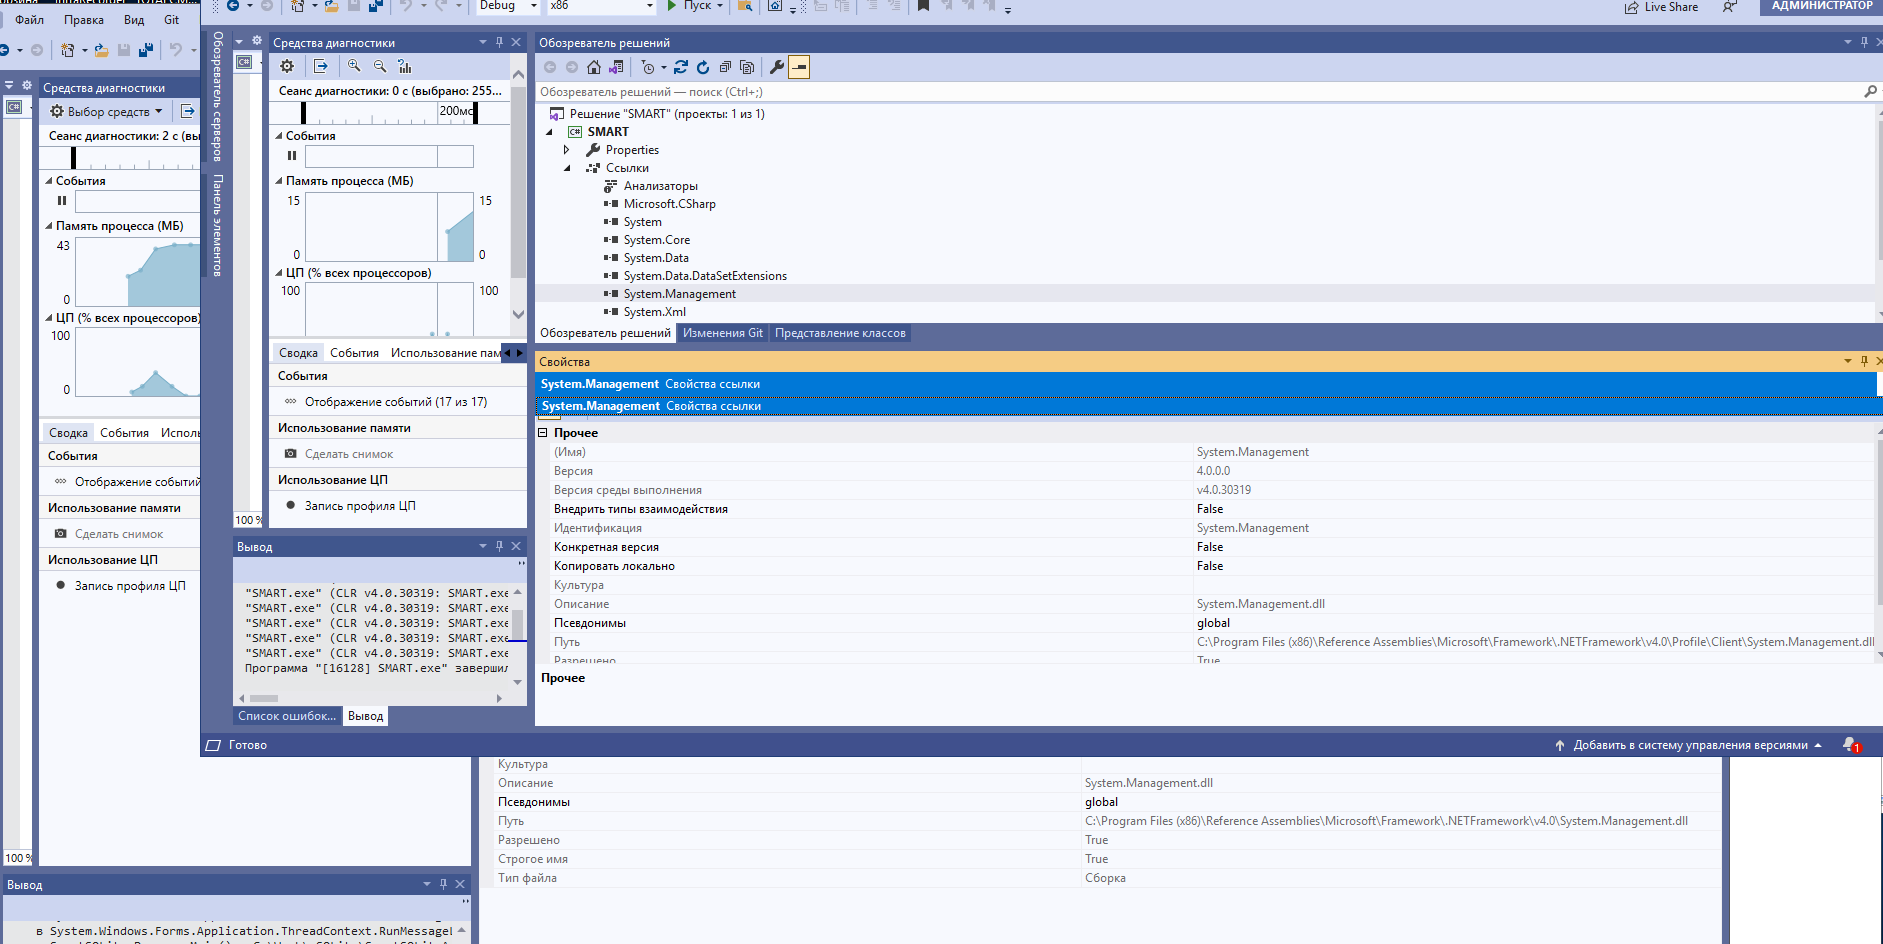 Файл Правка Вид Git
Debug x86 Пуск Live Share АДМИНИСТРАТОР
Обозреватель серверов
Панель элементов
Средства диагностики
Выбор средств
Сеанс диагностики: 2 с (вы
События
Память процесса (МБ)
43
0
ЦП (% всех процессоров)
100
0
Сводка События Исполь
События
Отображение событий
Использование памяти
Сделать снимок
Использование ЦП
Запись профиля ЦП
100 %
Вывод
в System.Windows.Forms.Application.ThreadContext.RunMessageL
Средства диагностики
Сеанс диагностики: 0 с (выбрано: 255...
200мс
События
Память процесса (МБ)
15 15
0 0
ЦП (% всех процессоров)
100 100
Сводка События Использование пам
События
Отображение событий (17 из 17)
Использование памяти
Сделать снимок
Использование ЦП
Запись профиля ЦП
100 %
Вывод
"SMART.exe" (CLR v4.0.30319: SMART.exe
"SMART.exe" (CLR v4.0.30319: SMART.exe
"SMART.exe" (CLR v4.0.30319: SMART.exe
"SMART.exe" (CLR v4.0.30319: SMART.exe
"SMART.exe" (CLR v4.0.30319: SMART.exe
Программа "[16128] SMART.exe" завершил
Список ошибок... Вывод
Готово
Обозреватель решений
Обозреватель решений — поиск (Ctrl+;)
Решение "SMART" (проекты: 1 из 1)
C# SMART
Properties
Ссылки
Анализаторы
Microsoft.CSharp
System
System.Core
System.Data
System.Data.DataSetExtensions
System.Management
System.Xml
Обозреватель решений Изменения Git Представление классов
Свойства
System.Management Свойства ссылки
System.Management Свойства ссылки
Прочее
(Имя) System.Management
Версия 4.0.0.0
Версия среды выполнения v4.0.30319
Внедрить типы взаимодействия False
Идентификация System.Management
Конкретная версия False
Копировать локально False
Культура
Описание System.Management.dll
Псевдонимы global
Путь C:\Program Files (x86)\Reference Assemblies\Microsoft\Framework\.NETFramework\v4.0\Profile\Client\System.Management.dll
Разрешено True
Прочее
Добавить в систему управления версиями 1
Культура
Описание System.Management.dll
Псевдонимы global
Путь C:\Program Files (x86)\Reference Assemblies\Microsoft\Framework\.NETFramework\v4.0\System.Management.dll
Разрешено True
Строгое имя True
Тип файла Сборка